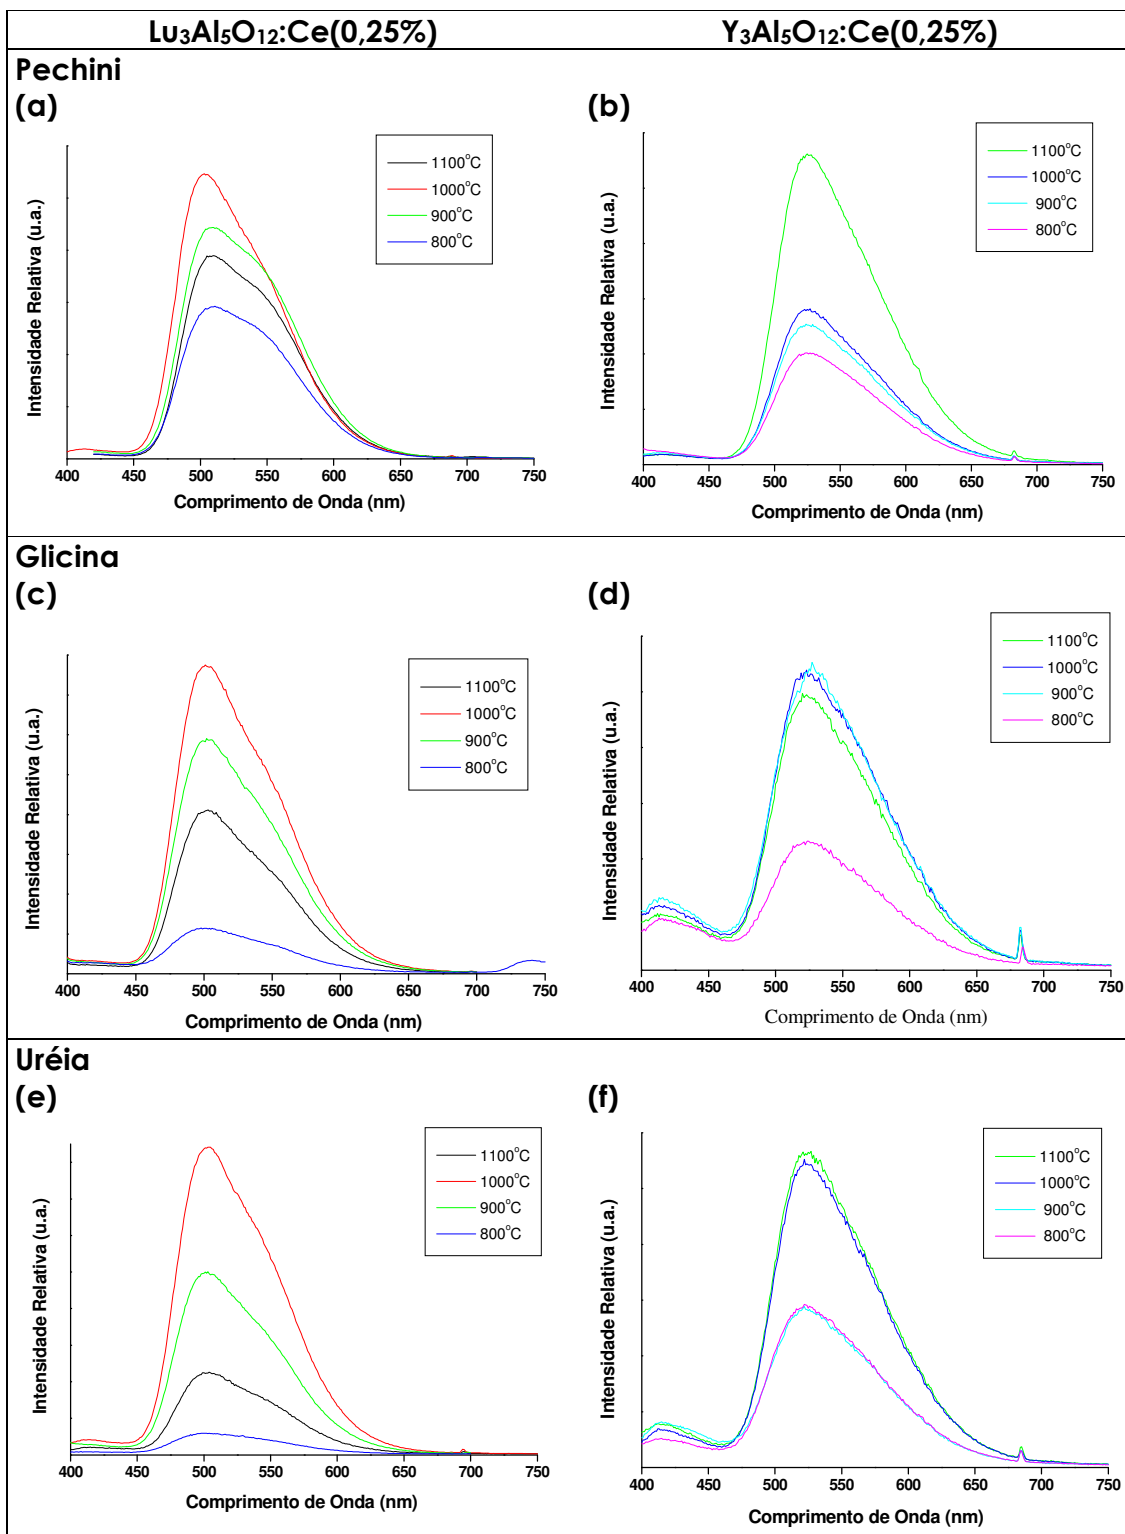 Lu₃Al₅O₁₂:Ce(0,25%) Y₃Al₅O₁₂:Ce(0,25%)
Pechini
(a)
1100°C
1000°C
900°C
800°C
Intensidade Relativa (u.a.)
400 450 500 550 600 650 700 750
Comprimento de Onda (nm)
(b)
1100°C
1000°C
900°C
800°C
Intensidade Relativa (u.a.)
400 450 500 550 600 650 700 750
Comprimento de Onda (nm)
Glicina
(c)
1100°C
1000°C
900°C
800°C
Intensidade Relativa (u.a.)
400 450 500 550 600 650 700 750
Comprimento de Onda (nm)
(d)
1100°C
1000°C
900°C
800°C
Intensidade Relativa (u.a.)
400 450 500 550 600 650 700 750
Comprimento de Onda (nm)
Uréia
(e)
1100°C
1000°C
900°C
800°C
Intensidade Relativa (u.a.)
400 450 500 550 600 650 700 750
Comprimento de Onda (nm)
(f)
1100°C
1000°C
900°C
800°C
Intensidade Relativa (u.a.)
400 450 500 550 600 650 700 750
Comprimento de Onda (nm)